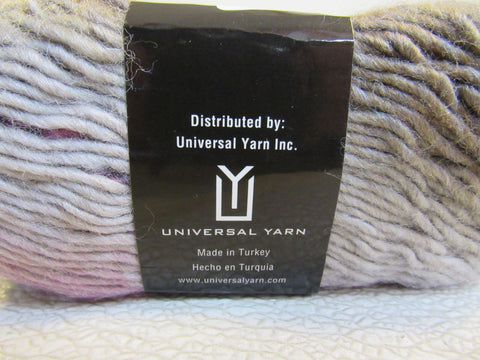 Distributed by:
Universal Yarn Inc.
UNIVERSAL YARN
Made in Turkey
Hecho en Turquia
www.universalyarn.com